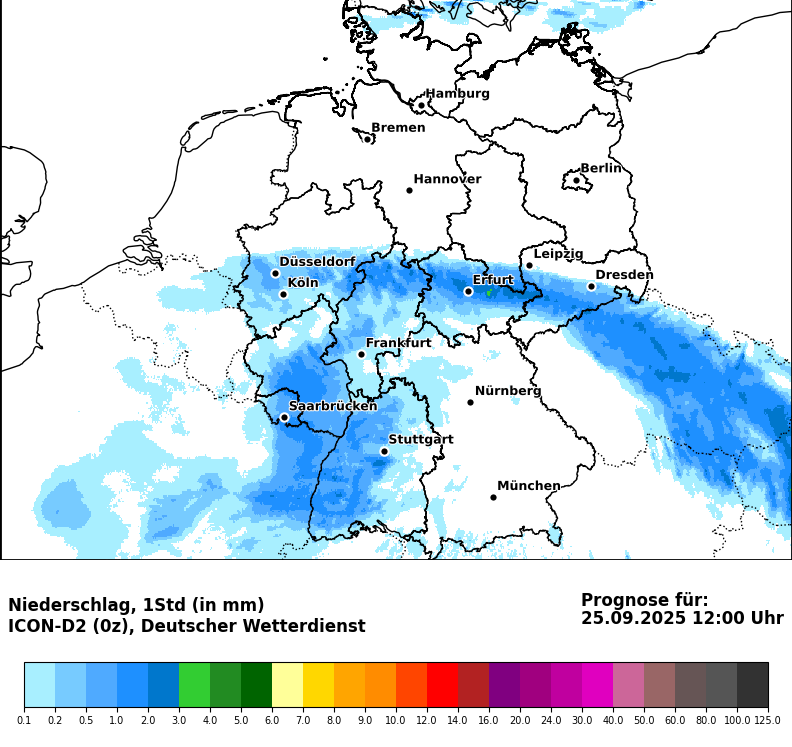 Hamburg
Bremen
Berlin
Hannover
Leipzig
Düsseldorf
Dresden
Köln
Erfurt
Frankfurt
Nürnberg
Saarbrücken
Stuttgart
München
Niederschlag, 1Std (in mm)
ICON-D2 (0z), Deutscher Wetterdienst
Prognose für:
25.09.2025 12:00 Uhr
0.1 0.2 0.5 1.0 2.0 3.0 4.0 5.0 6.0 7.0 8.0 9.0 10.0 12.0 14.0 16.0 20.0 24.0 30.0 40.0 50.0 60.0 80.0 100.0 125.0